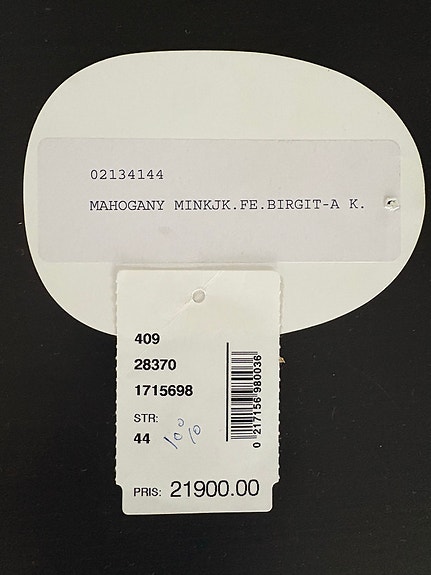 02134144
MAHOGANY MINKJK.FE.BIRGIT-A K.
409
28370
1715698
STR:
44
PRIS: 21900.00
0 217156 980036